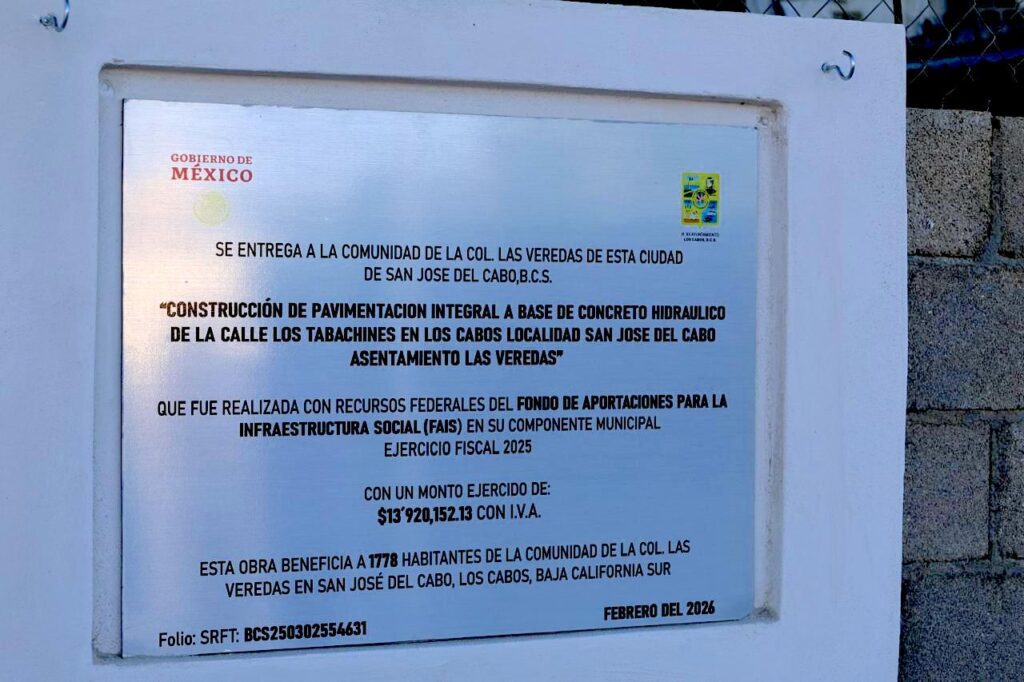 GOBIERNO DE
MÉXICO
LOS CABOS, B.C.S.
SE ENTREGA A LA COMUNIDAD DE LA COL. LAS VEREDAS DE ESTA CIUDAD
DE SAN JOSE DEL CABO,B.C.S.
“CONSTRUCCIÓN DE PAVIMENTACION INTEGRAL A BASE DE CONCRETO HIDRAULICO
DE LA CALLE LOS TABACHINES EN LOS CABOS LOCALIDAD SAN JOSE DEL CABO
ASENTAMIENTO LAS VEREDAS”
QUE FUE REALIZADA CON RECURSOS FEDERALES DEL FONDO DE APORTACIONES PARA LA
INFRAESTRUCTURA SOCIAL (FAIS) EN SU COMPONENTE MUNICIPAL
EJERCICIO FISCAL 2025
CON UN MONTO EJERCIDO DE:
$13´920,152.13 CON I.V.A.
ESTA OBRA BENEFICIA A 1778 HABITANTES DE LA COMUNIDAD DE LA COL. LAS
VEREDAS EN SAN JOSÉ DEL CABO, LOS CABOS, BAJA CALIFORNIA SUR
FEBRERO DEL 2026
Folio: SRFT: BCS250302554631